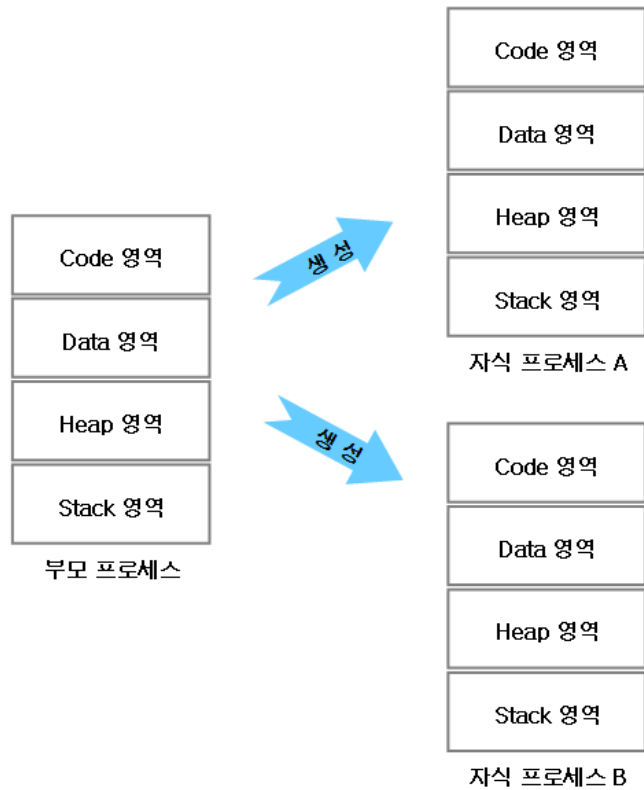 Code 영역
Data 영역
Heap 영역
Stack 영역
부모 프로세스
생성
생성
Code 영역
Data 영역
Heap 영역
Stack 영역
자식 프로세스 A
Code 영역
Data 영역
Heap 영역
Stack 영역
자식 프로세스 B